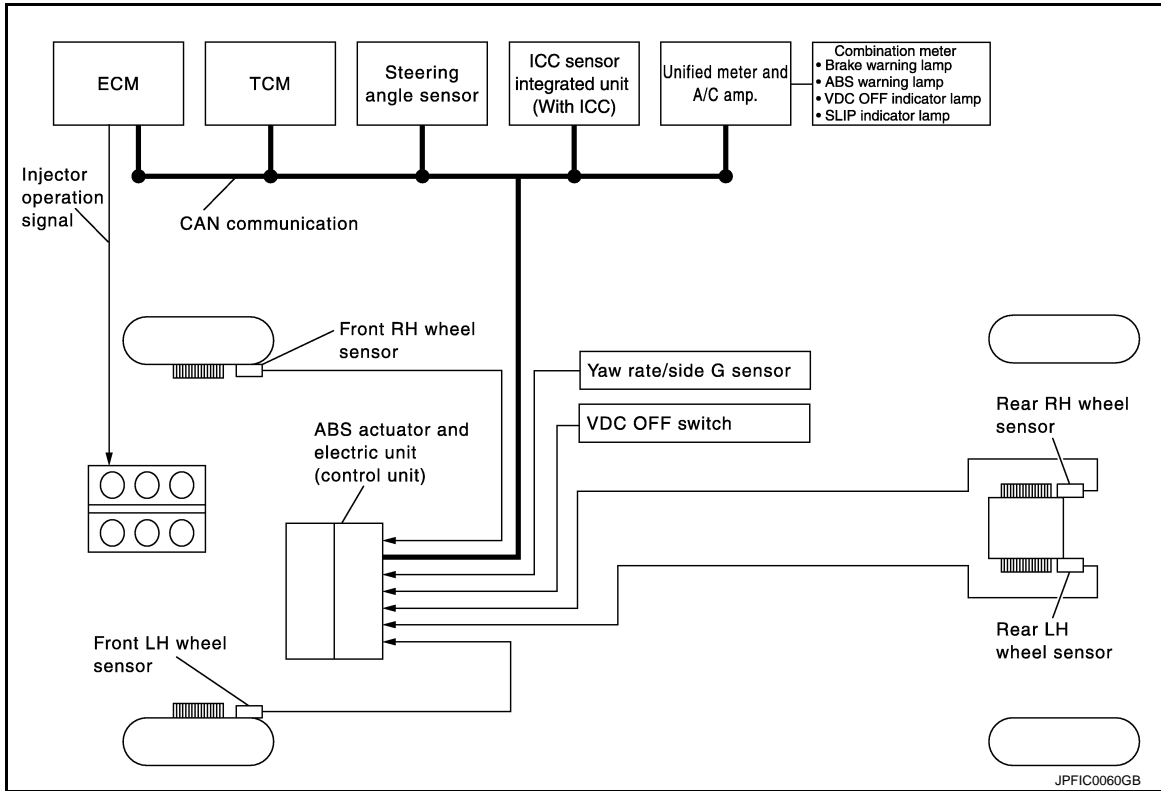 ECM
TCM
Steering
angle sensor
ICC sensor
integrated unit
(With ICC)
Unified meter and
A/C amp.
Combination meter
• Brake warning lamp
• ABS warning lamp
• VDC OFF indicator lamp
• SLIP indicator lamp
Injector
operation
signal
CAN communication
Front RH wheel
sensor
Yaw rate/side G sensor
VDC OFF switch
Rear RH wheel
sensor
ABS actuator and
electric unit
(control unit)
Front LH wheel
sensor
Rear LH
wheel sensor
JPFIC0060GB